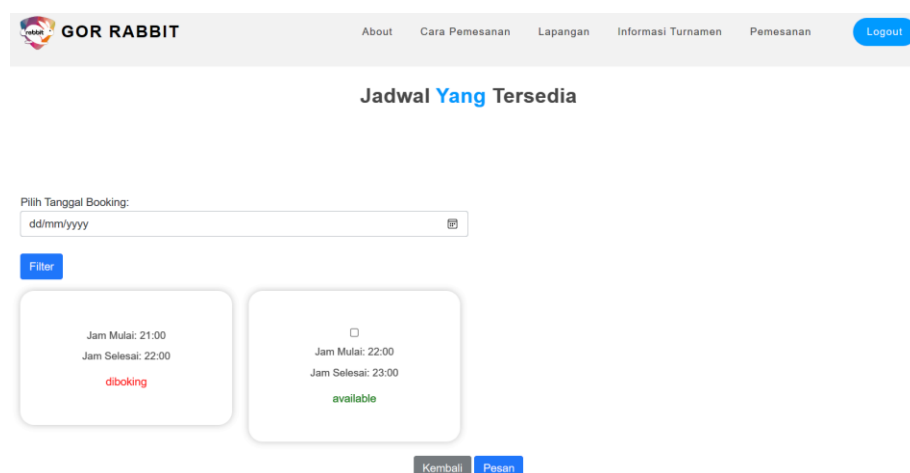 rabbit
GOR RABBIT
About Cara Pemesanan Lapangan Informasi Turnamen Pemesanan Logout
Jadwal Yang Tersedia
Pilih Tanggal Booking:
dd/mm/yyyy
Filter
Jam Mulai: 21:00
Jam Selesai: 22:00
diboking
Jam Mulai: 22:00
Jam Selesai: 23:00
available
Kembali Pesan